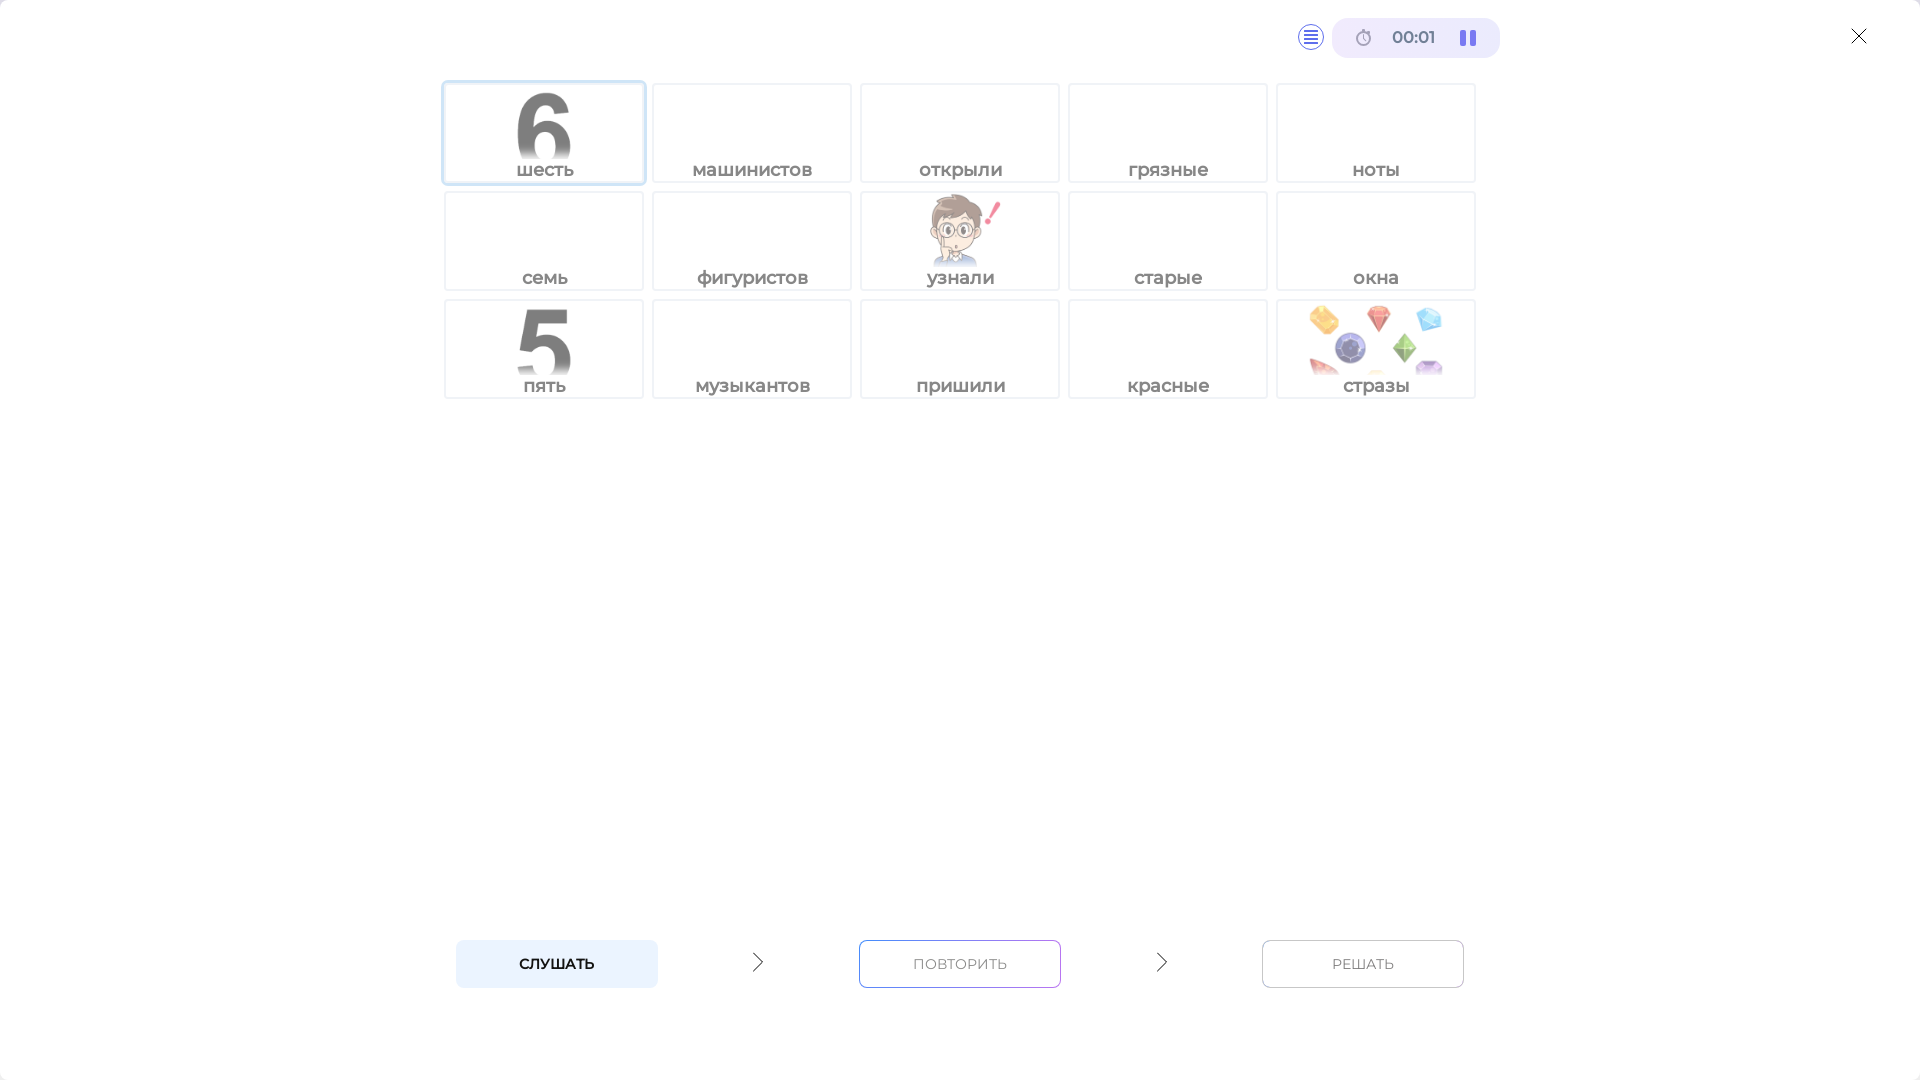 00:01
6
шесть машинистов открыли грязные ноты
семь фигуристов узнали старые окна
5
пять музыкантов пришили красные стразы
СЛУШАТЬ ПОВТОРИТЬ РЕШАТЬ